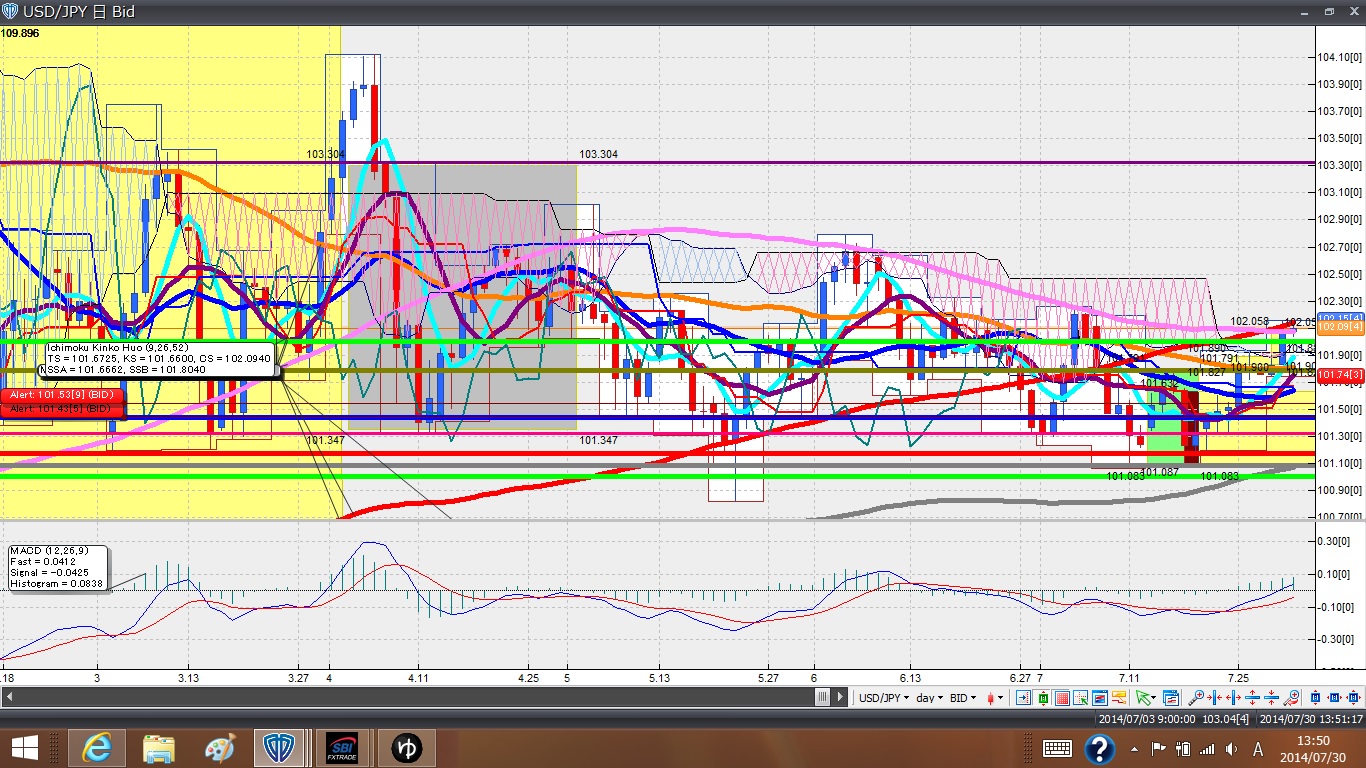 USD/JPY 日 Bid
109.896
104.10[0]
103.90[0]
103.70[0]
103.50[0]
103.30[0]
103.10[0]
102.90[0]
102.70[0]
102.50[0]
102.30[0]
102.15[4]
102.09[4]
101.90[0]
101.74[3]
101.50[0]
101.30[0]
101.10[0]
100.90[0]
100.70[0]
103.304
103.304
102.058
101.791
101.827
101.980
Ichimoku Kinko Huo (9,26,52)
TS = 101.6725, KS = 101.6600, CS = 102.0940
SSA = 101.6662, SSB = 101.8040
Alert: 101.53[9] (BID)
Alert: 101.43[5] (BID)
101.347
101.347
101.083
101.087
101.083
MACD (12,26,9)
Fast = 0.0412
Signal = -0.0425
Histogram = 0.0838
0.30[0]
0.10[0]
-0.10[0]
-0.30[0]
.18 3 3.13 3.27 4 4.11 4.25 5 5.13 5.27 6 6.13 6.27 7 7.11 7.25
USD/JPY day BID
2014/07/03 9:00:00 103.04[4] 2014/07/30 13:51:17
SBI
FXTRADE
ゆ
A
13:50
2014/07/30